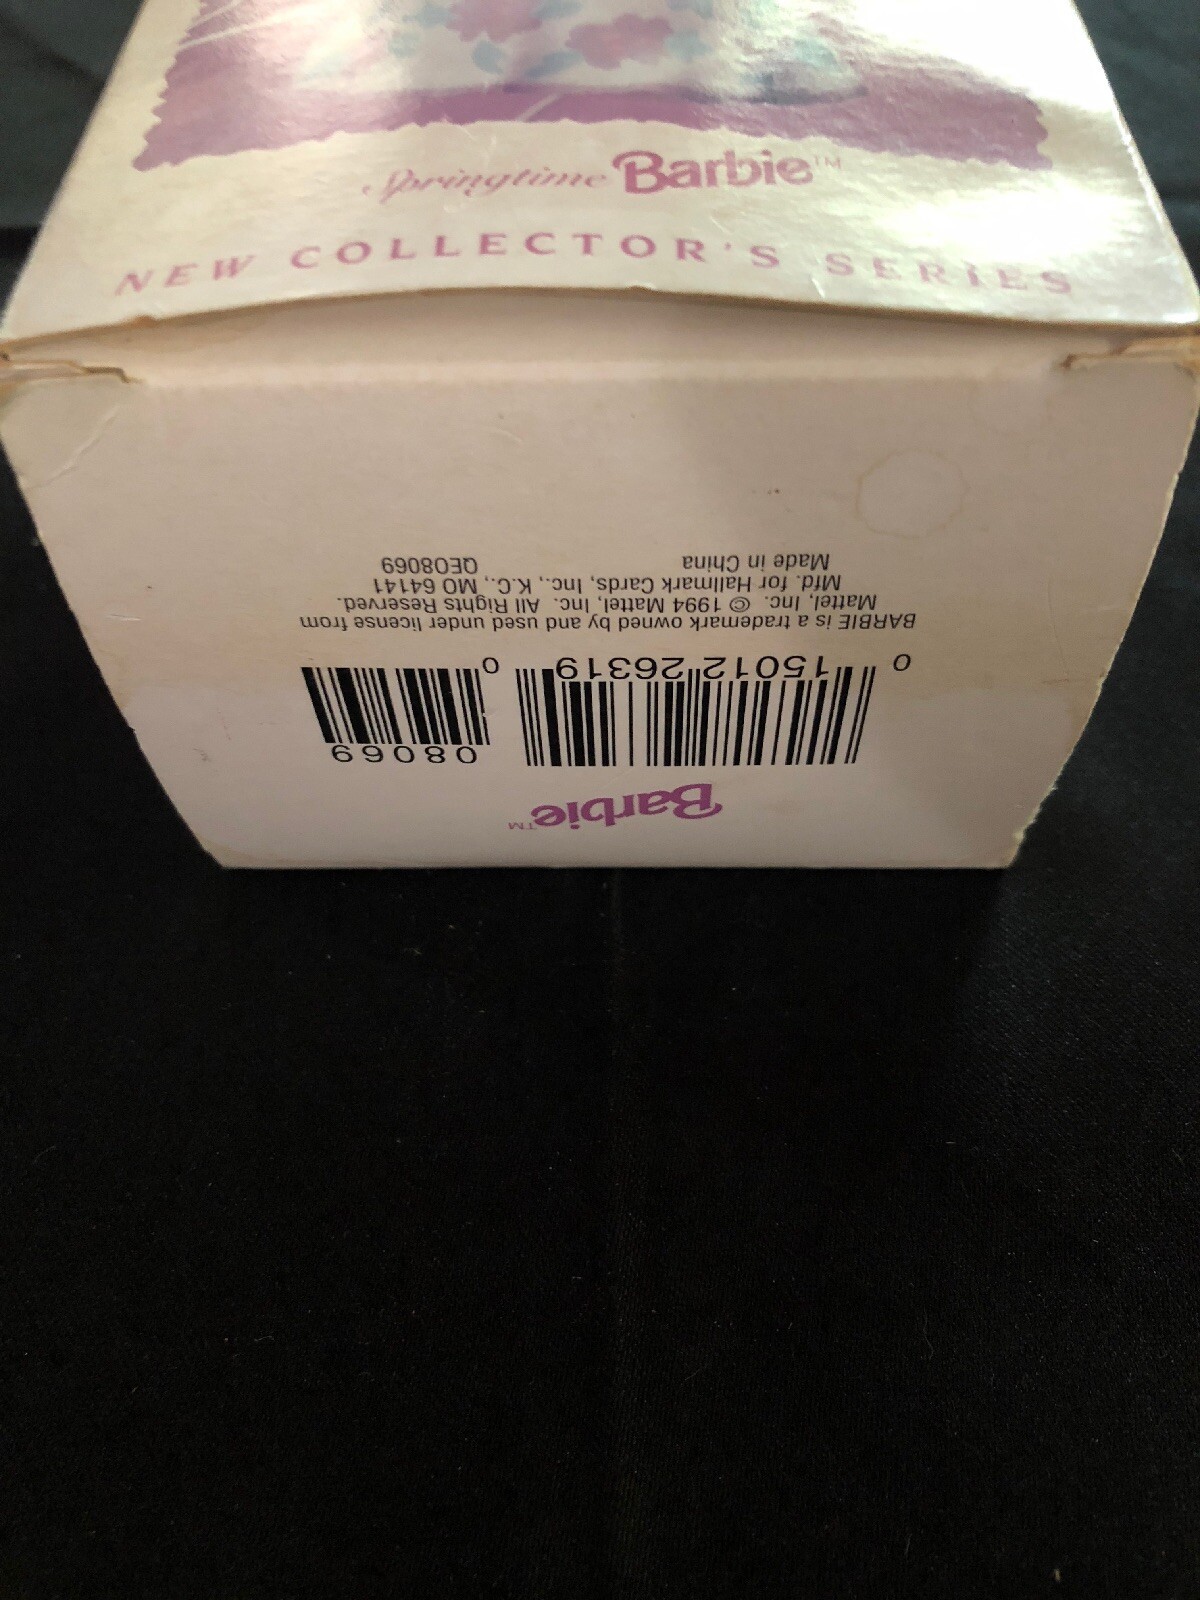 Springtime Barbie™
NEW COLLECTOR'S SERIES
Barbie™
08069
0 15012 26319 0
BARBIE is a trademark owned by and used under license from
Mattel, Inc. © 1994 Mattel, Inc. All Rights Reserved.
Mfd. for Hallmark Cards, Inc., K.C., MO 64141
Made in China QEO8069